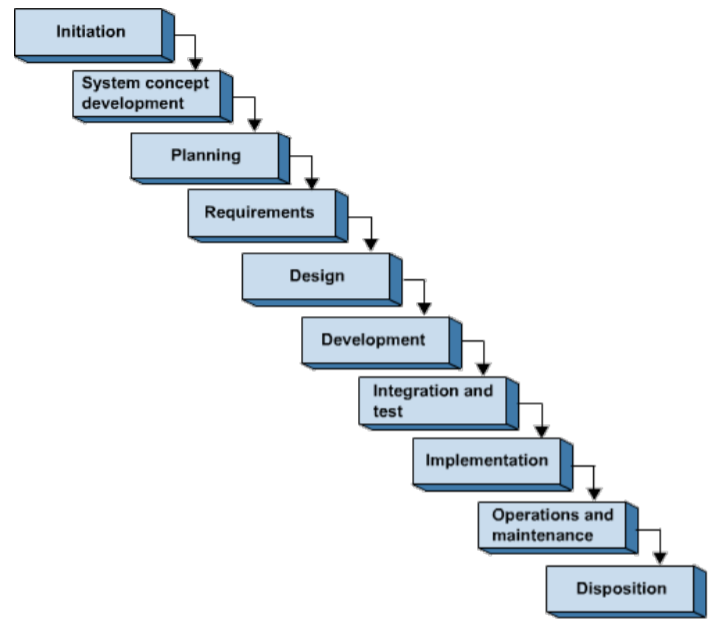 Initiation
System concept
development
Planning
Requirements
Design
Development
Integration and
test
Implementation
Operations and
maintenance
Disposition